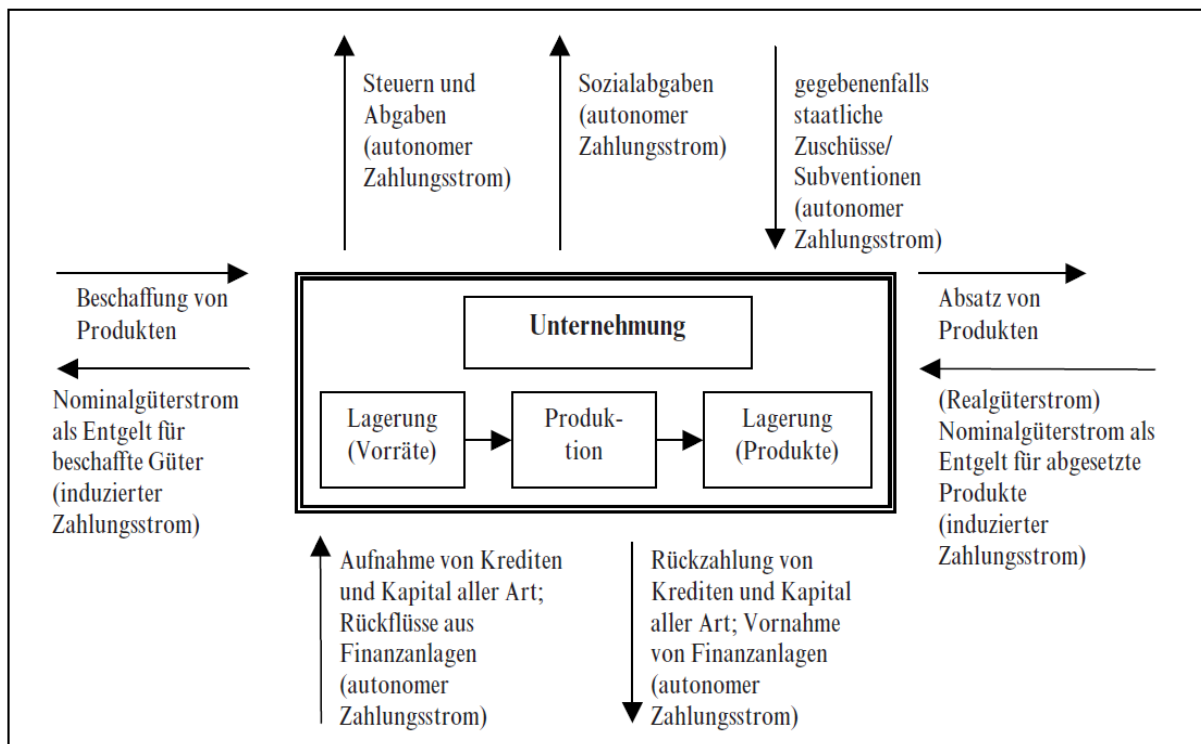 Steuern und
Abgaben
(autonomer
Zahlungsstrom)
Sozialabgaben
(autonomer
Zahlungsstrom)
gegebenenfalls
staatliche
Zuschüsse/
Subventionen
(autonomer
Zahlungsstrom)
Beschaffung von
Produkten
Nominalgüterstrom
als Entgelt für
beschaffte Güter
(induzierter
Zahlungsstrom)
Unternehmung
Lagerung
(Vorräte)
Produk-
tion
Lagerung
(Produkte)
Absatz von
Produkten
(Realgüterstrom)
Nominalgüterstrom als
Entgelt für abgesetzte
Produkte
(induzierter
Zahlungsstrom)
Aufnahme von Krediten
und Kapital aller Art;
Rückflüsse aus
Finanzanlagen
(autonomer
Zahlungsstrom)
Rückzahlung von
Krediten und Kapital
aller Art; Vornahme
von Finanzanlagen
(autonomer
Zahlungsstrom)